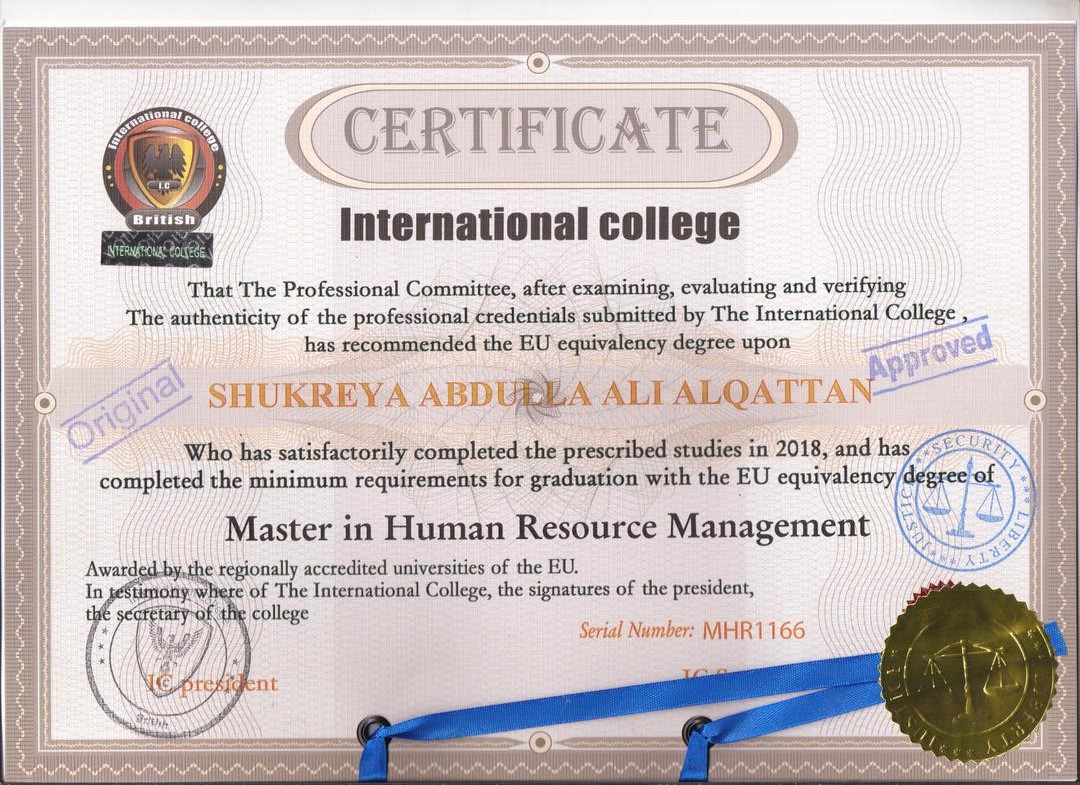 CERTIFICATE
International college
I.C
British
INTERNATIONAL COLLEGE
International college
That The Professional Committee, after examining, evaluating and verifying
The authenticity of the professional credentials submitted by The International College ,
has recommended the EU equivalency degree upon
Approved
Original
SHUKREYA ABDULLA ALI ALQATTAN
Who has satisfactorily completed the prescribed studies in 2018, and has
completed the minimum requirements for graduation with the EU equivalency degree of
SECURITY
JUSTICE
LIBERTY
Master in Human Resource Management
Awarded by the regionally accredited universities of the EU.
In testimony where of The International College, the signatures of the president,
the secretary of the college
Serial Number: MHR1166
IC president
IC